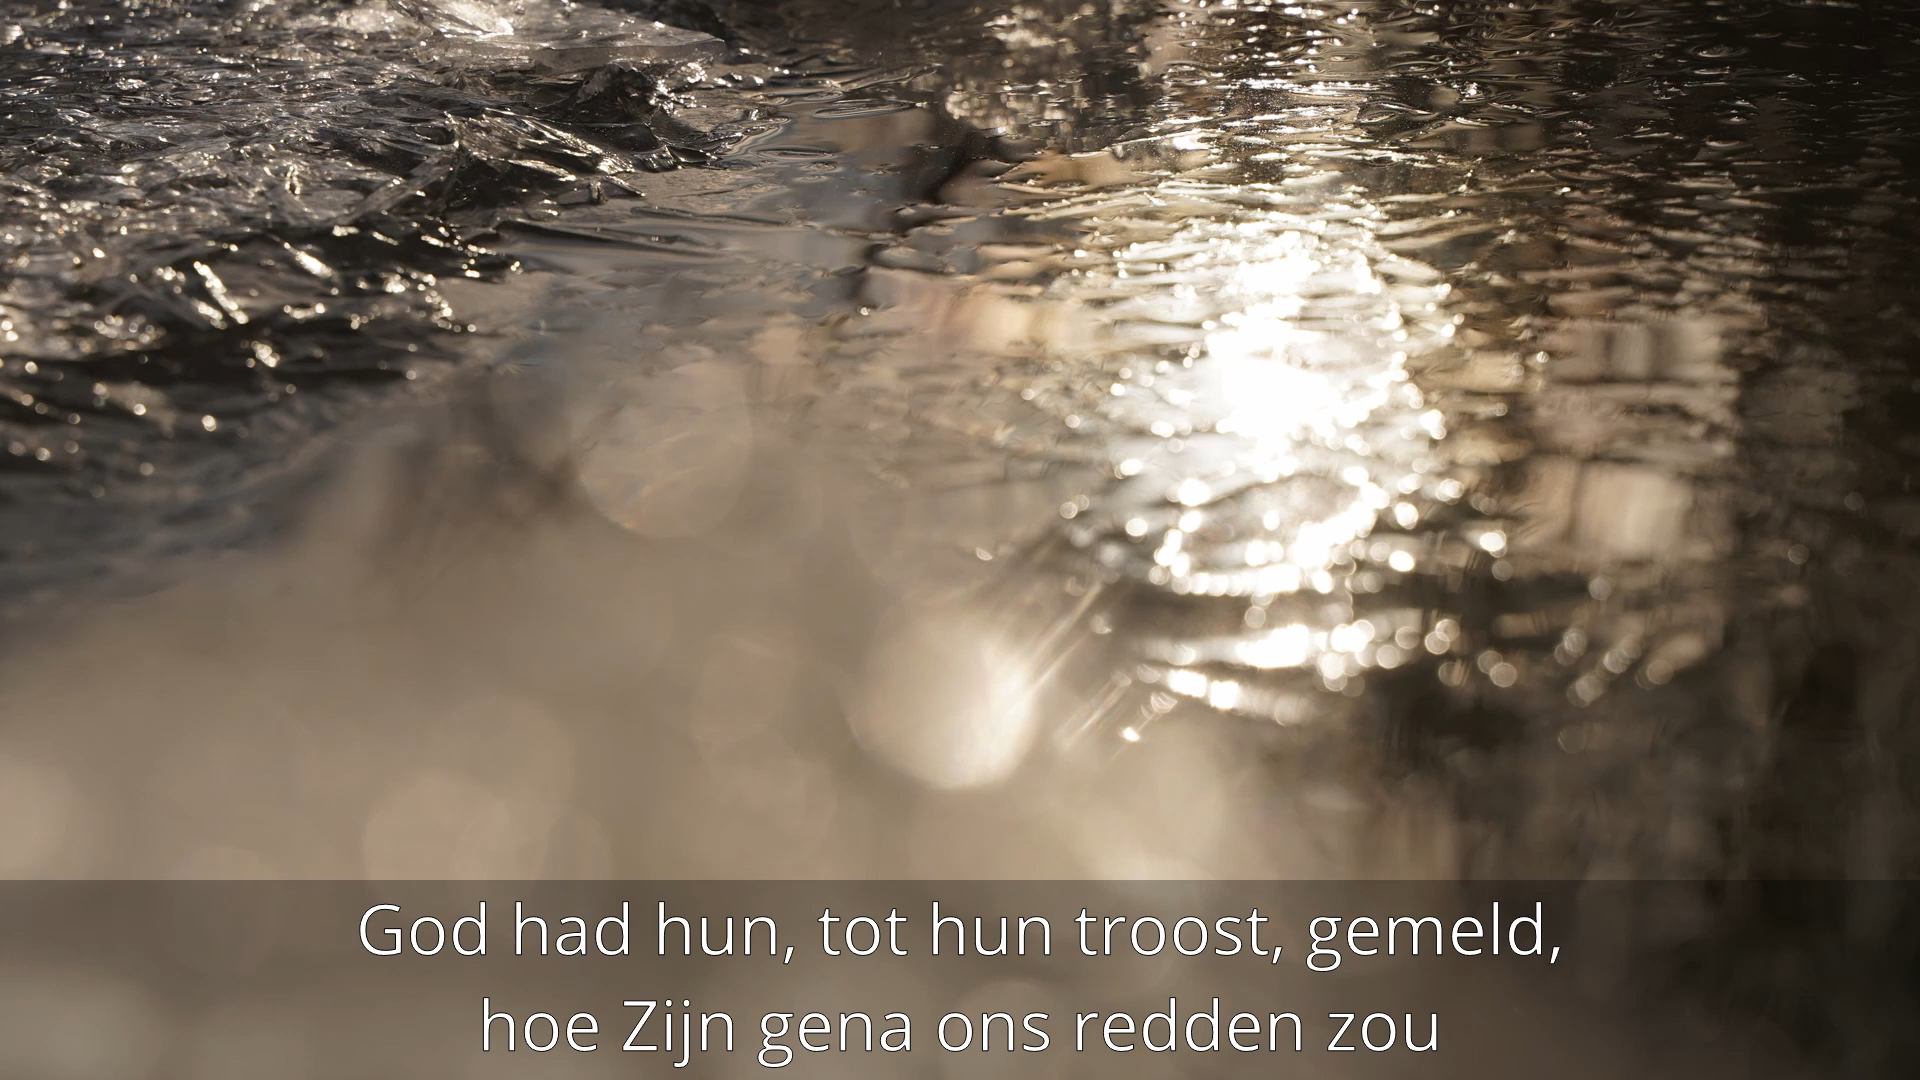 God had hun, tot hun troost, gemeld,
hoe Zijn gena ons redden zou